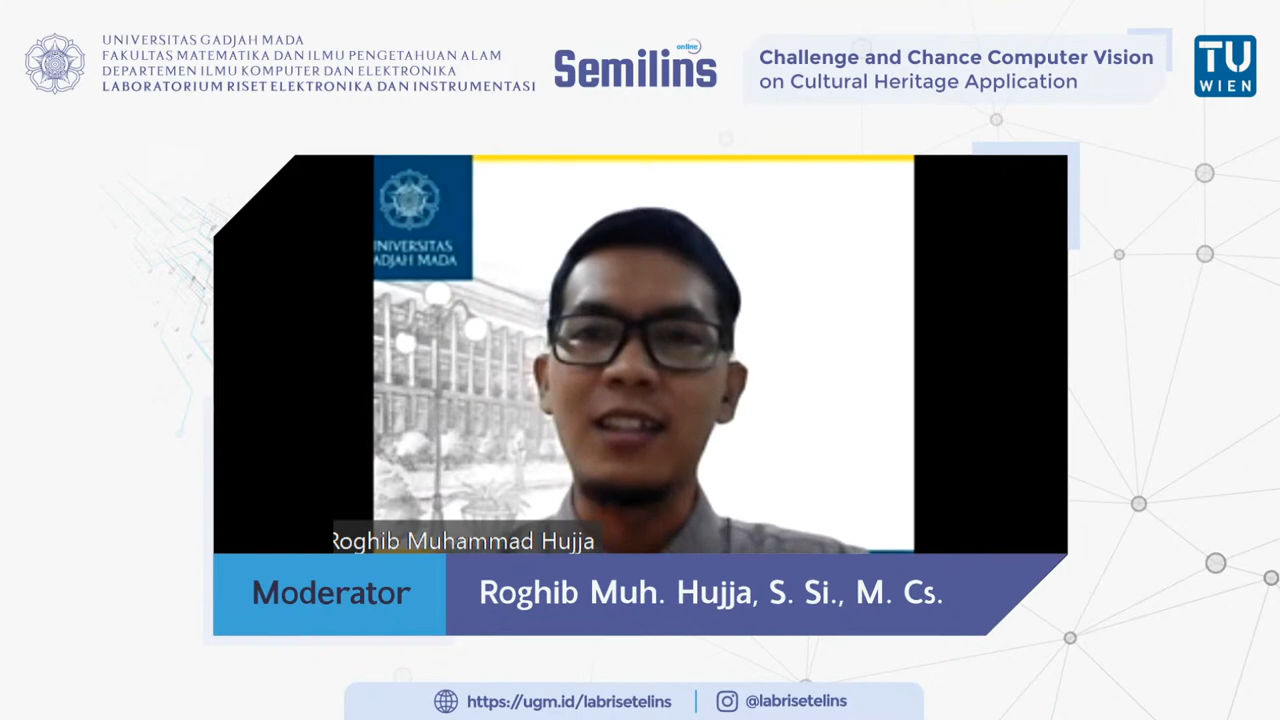 UNIVERSITAS GADJAH MADA
FAKULTAS MATEMATIKA DAN ILMU PENGETAHUAN ALAM
DEPARTEMEN ILMU KOMPUTER DAN ELEKTRONIKA
LABORATORIUM RISET ELEKTRONIKA DAN INSTRUMENTASI
online
Semilins
Challenge and Chance Computer Vision
on Cultural Heritage Application
TU
WIEN
UNIVERSITAS
GADJAH MADA
Roghib Muhammad Hujja
Moderator
Roghib Muh. Hujja, S. Si., M. Cs.
https://ugm.id/labrisetelins
@labrisetelins